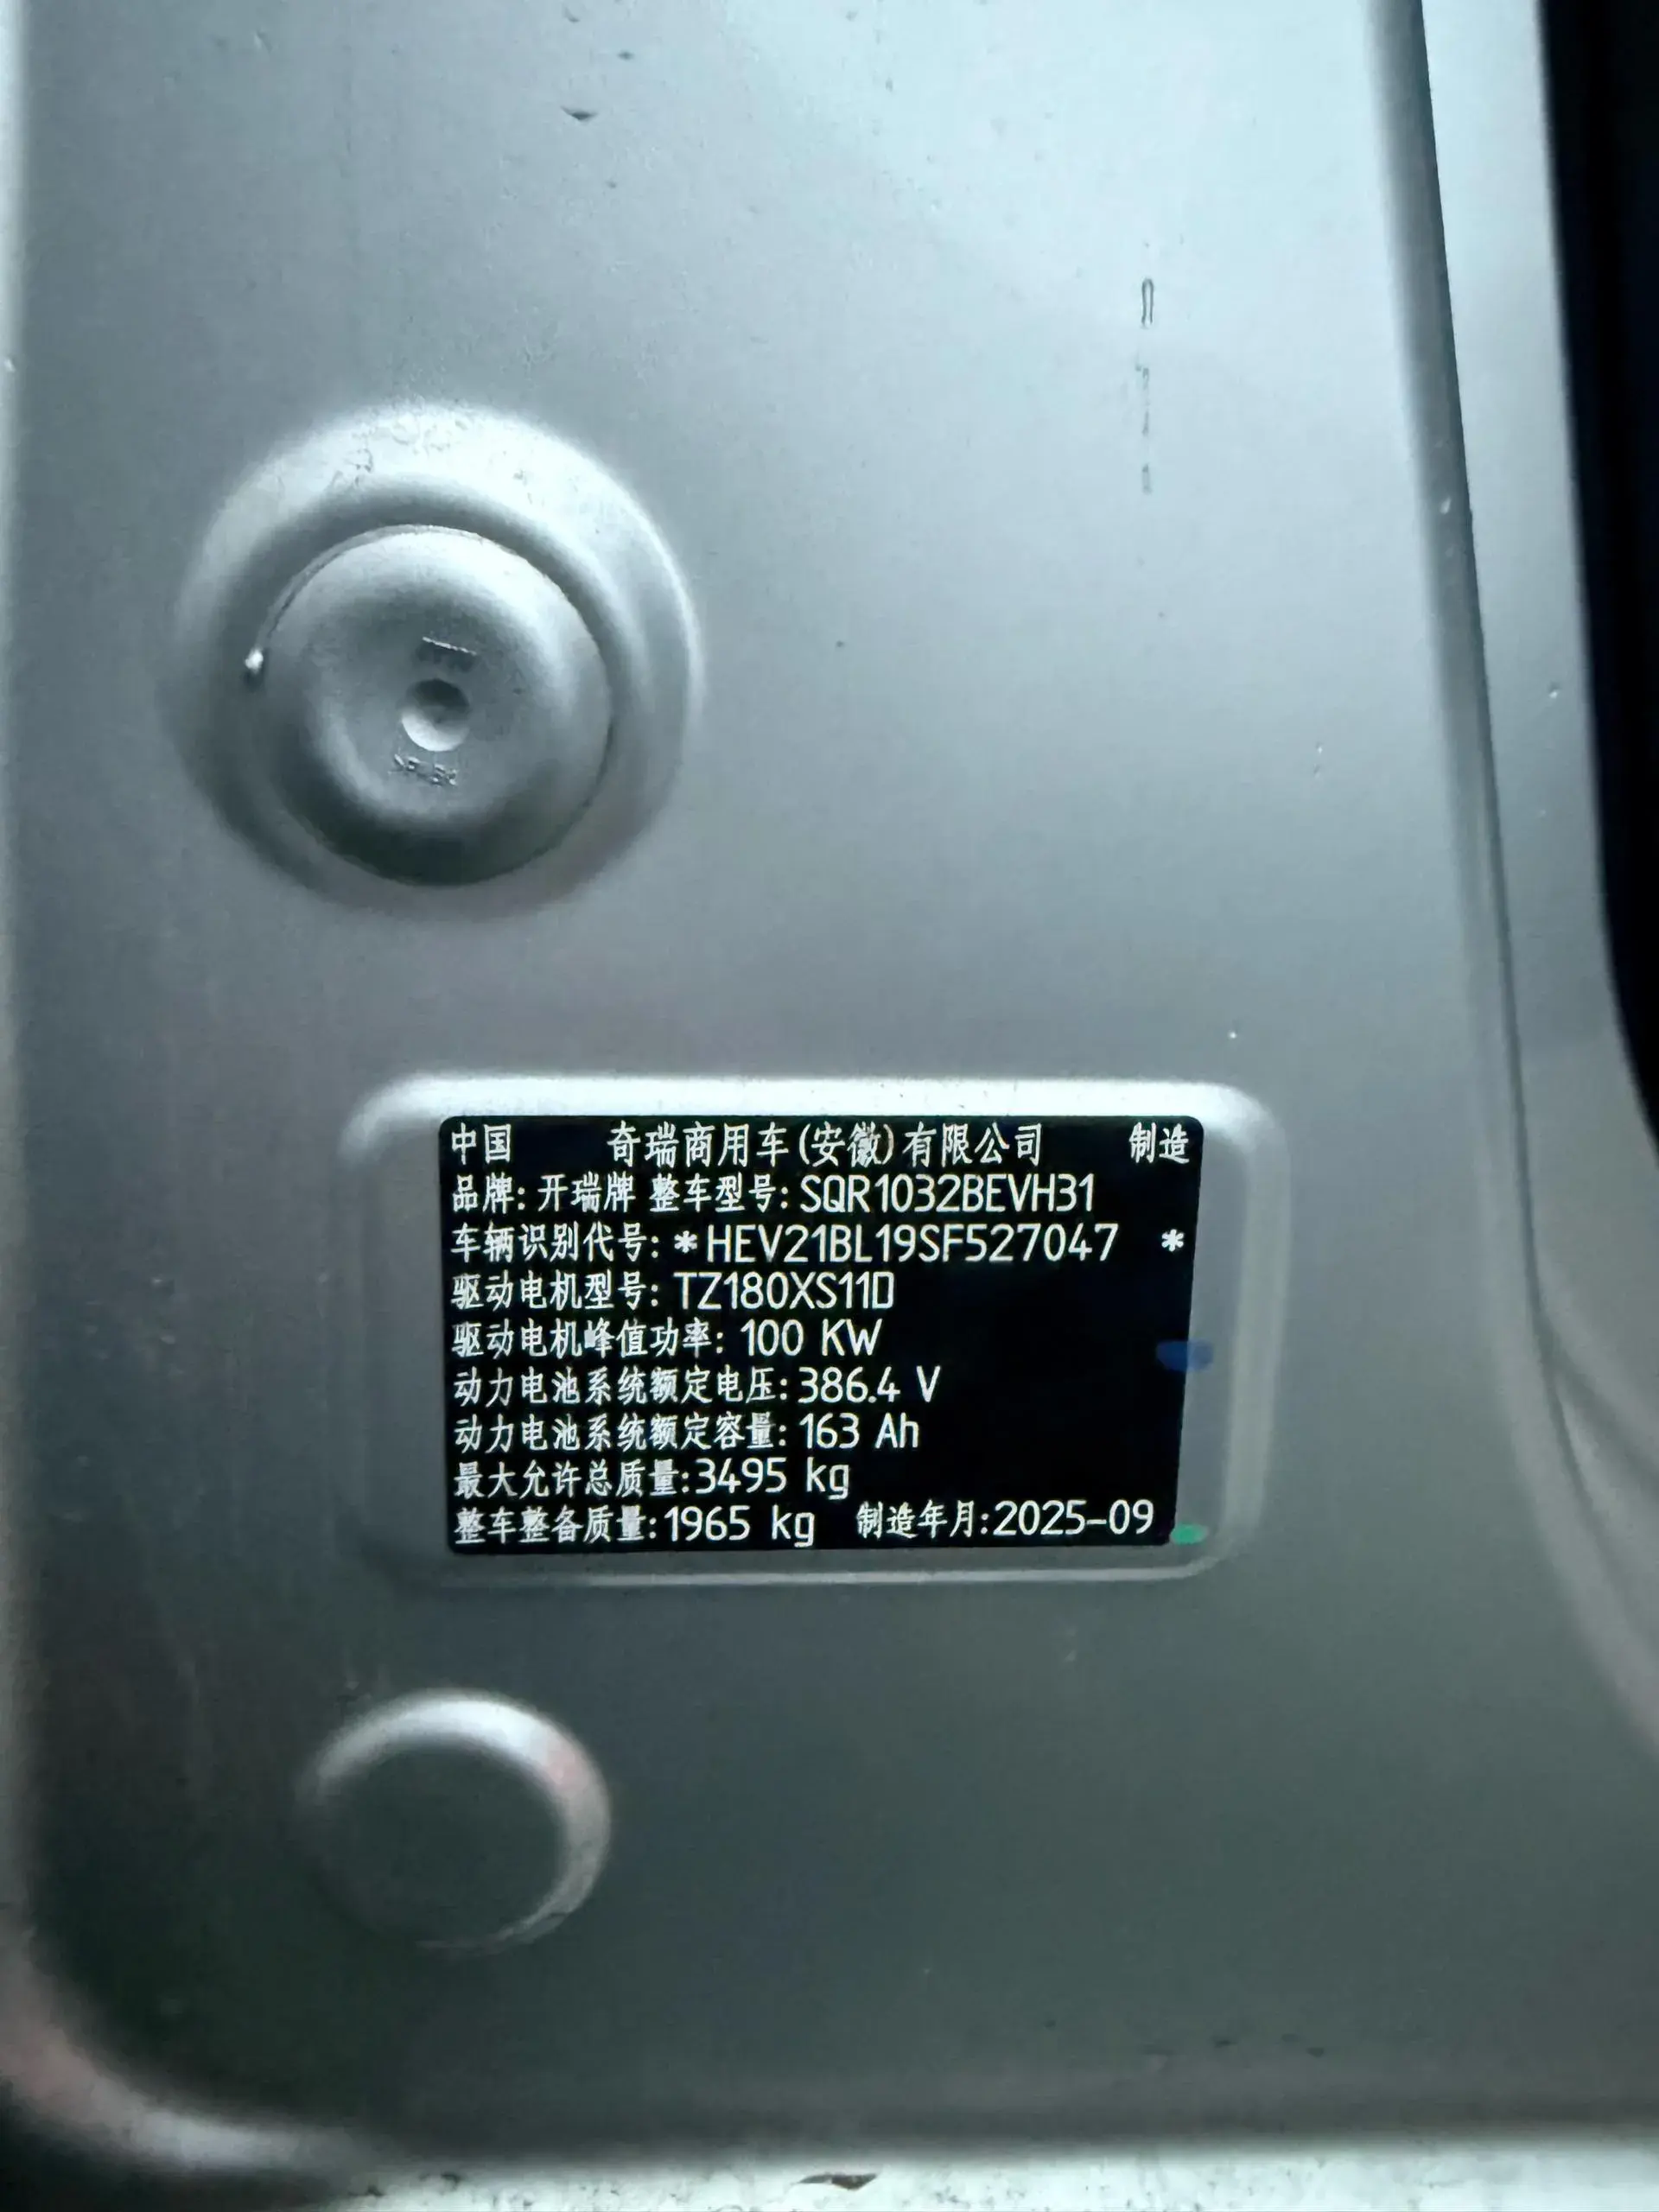 中国 奇瑞商用车(安徽)有限公司 制造
品牌: 开瑞牌 整车型号: SQR1032BEVH31
车辆识别代号: *HEV21BL19SF527047 *
驱动电机型号: TZ180XS11D
驱动电机峰值功率: 100 KW
动力电池系统额定电压: 386.4 V
动力电池系统额定容量: 163 Ah
最大允许总质量:3495 kg
整车整备质量:1965 kg 制造年月:2025-09